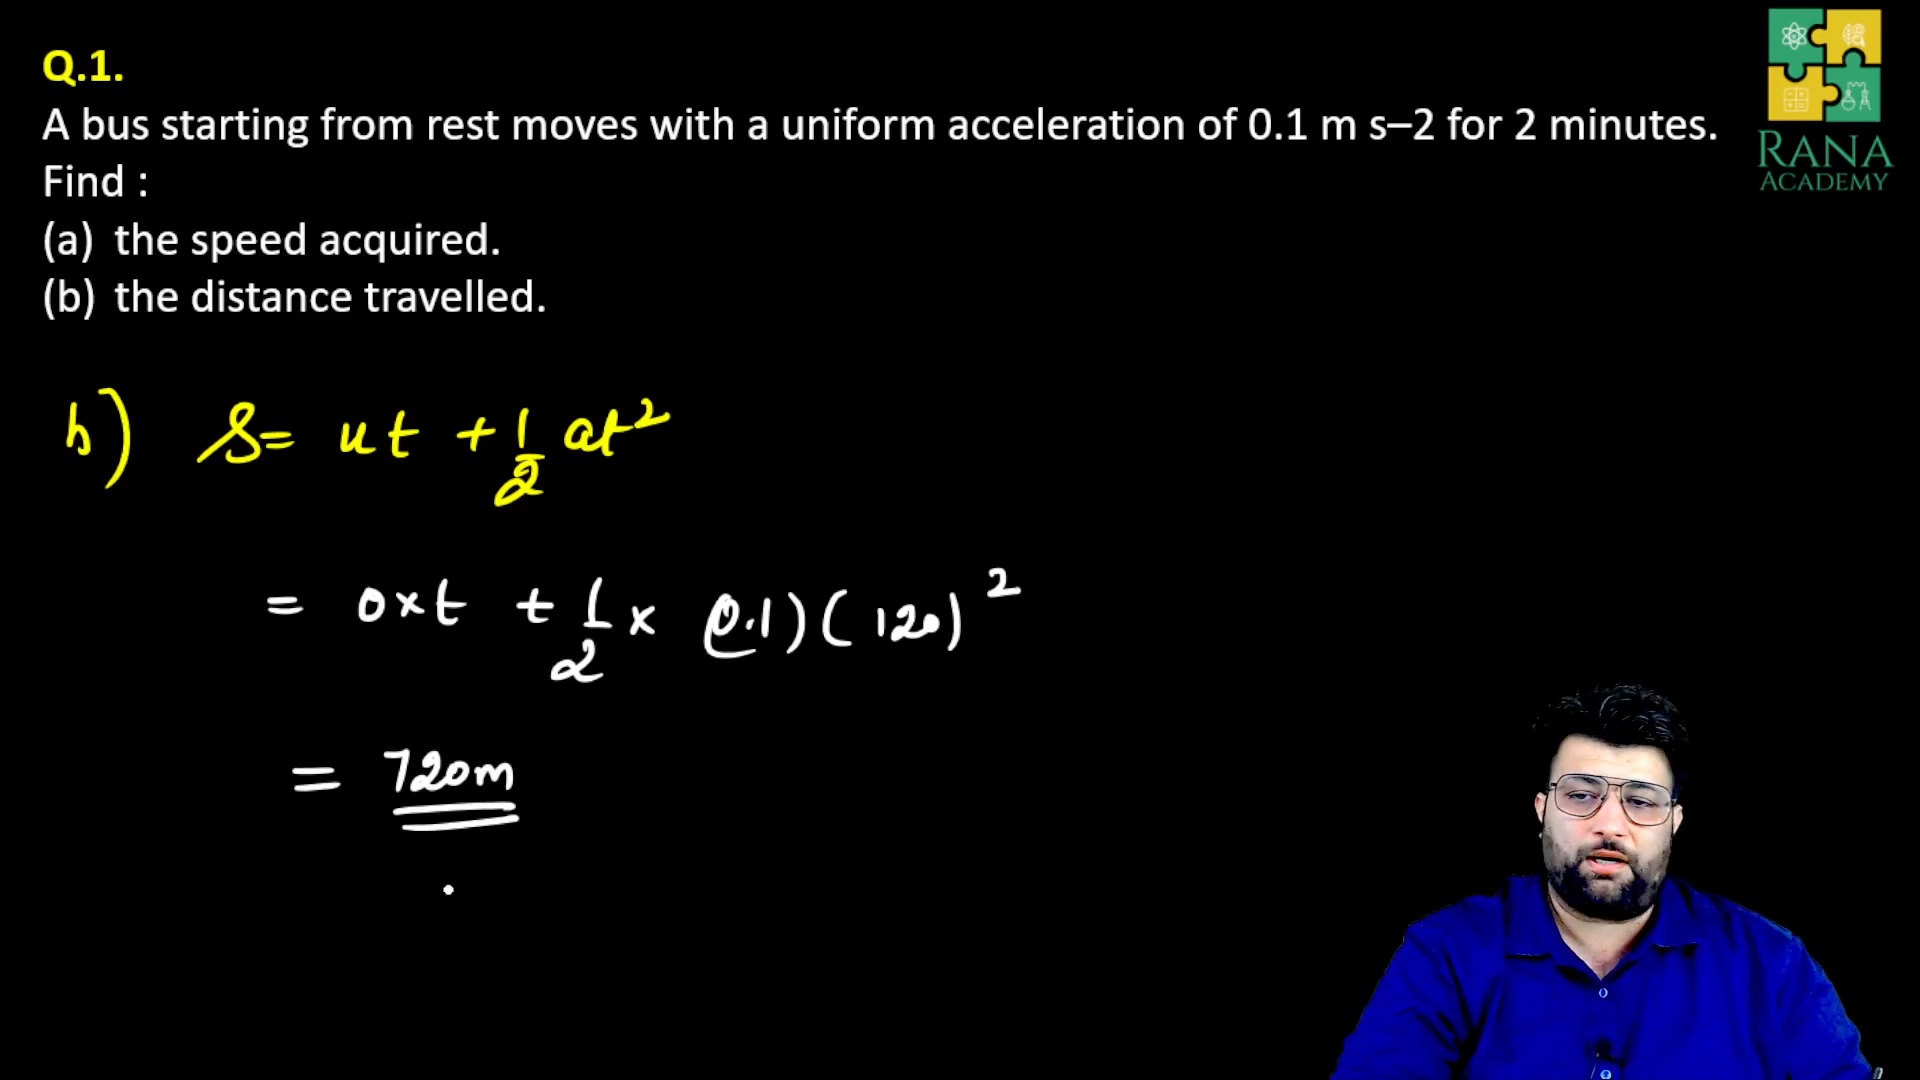 Q.1.
A bus starting from rest moves with a uniform acceleration of 0.1 m s–2 for 2 minutes.
Find :
(a) the speed acquired.
(b) the distance travelled.
RANA
ACADEMY
b) S= ut + 1/2 at²
= 0×t + 1/2 × (0.1)(120)²
= 720m